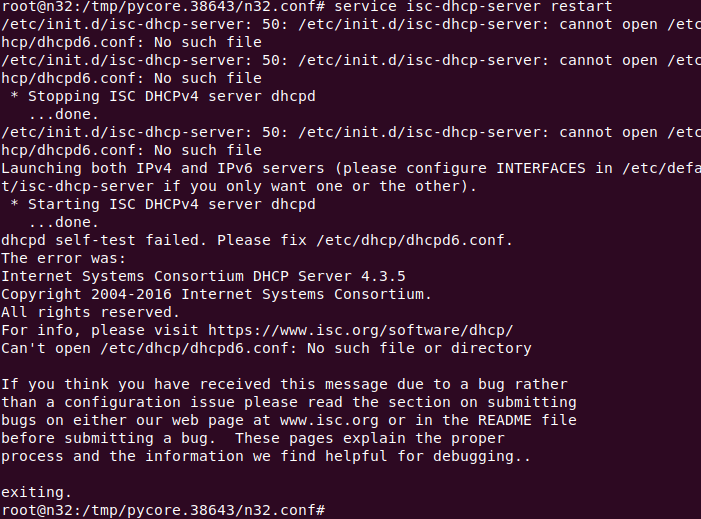 root@n32:/tmp/pycore.38643/n32.conf# service isc-dhcp-server restart
/etc/init.d/isc-dhcp-server: 50: /etc/init.d/isc-dhcp-server: cannot open /etc
hcp/dhcpd6.conf: No such file
/etc/init.d/isc-dhcp-server: 50: /etc/init.d/isc-dhcp-server: cannot open /etc
hcp/dhcpd6.conf: No such file
 * Stopping ISC DHCPv4 server dhcpd
   ...done.
/etc/init.d/isc-dhcp-server: 50: /etc/init.d/isc-dhcp-server: cannot open /etc
hcp/dhcpd6.conf: No such file
Launching both IPv4 and IPv6 servers (please configure INTERFACES in /etc/defa
t/isc-dhcp-server if you only want one or the other).
 * Starting ISC DHCPv4 server dhcpd
   ...done.
dhcpd self-test failed. Please fix /etc/dhcp/dhcpd6.conf.
The error was:
Internet Systems Consortium DHCP Server 4.3.5
Copyright 2004-2016 Internet Systems Consortium.
All rights reserved.
For info, please visit https://www.isc.org/software/dhcp/
Can't open /etc/dhcp/dhcpd6.conf: No such file or directory

If you think you have received this message due to a bug rather
than a configuration issue please read the section on submitting
bugs on either our web page at www.isc.org or in the README file
before submitting a bug.  These pages explain the proper
process and the information we find helpful for debugging..

exiting.
root@n32:/tmp/pycore.38643/n32.conf#